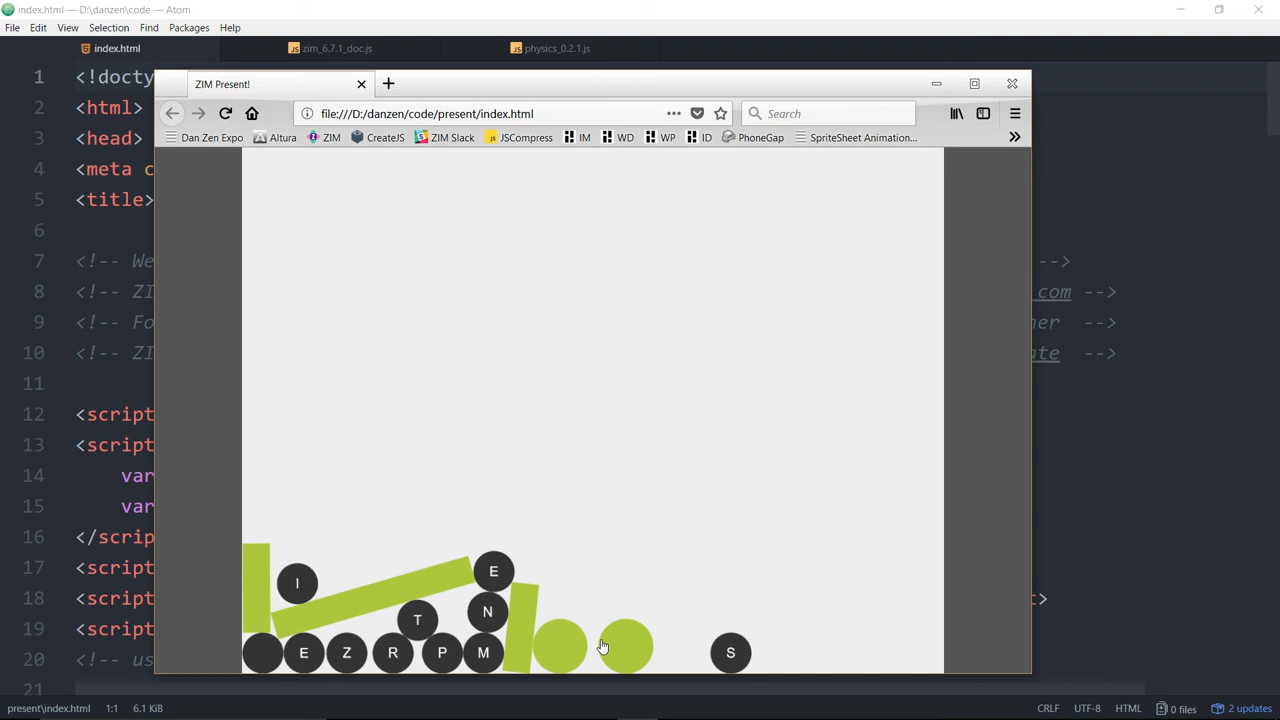 index.html — D:\danzen\code — Atom
File Edit View Selection Find Packages Help
index.html zim_6.7.1_doc.js physics_0.2.1.js
ZIM Present!
file:///D:/danzen/code/present/index.html Search
Dan Zen Expo Altura ZIM CreateJS ZIM Slack JSCompress IM WD WP ID PhoneGap SpriteSheet Animation...
1 <!docty
2 <html>
3 <head>
4 <meta c
5 <title>
6
7 <!-- We -->
8 <!-- ZI com -->
9 <!-- Fo her -->
10 <!-- ZI ate -->
11
12 <script
13 <script
14 var
15 var
16 </scrip
17 <script
18 <script t>
19 <script
20 <!-- us
21
I E
T N
E Z R P M S
present\index.html 1:1 6.1 KiB CRLF UTF-8 HTML 0 files 2 updates